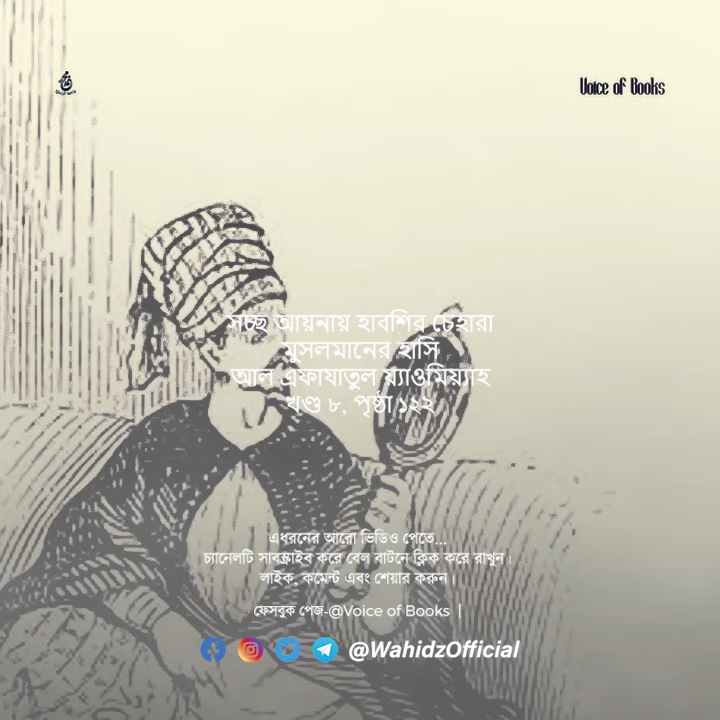 Voice of Books
সচ্ছ আয়নায় হাবশির চেহারা
মুসলমানের হাসি
আল এফাযাতুল য়্যাওমিয়্যাহ
খণ্ড ৮, পৃষ্ঠা ১২২
এধরনের আরো ভিডিও পেতে...
চ্যানেলটি সাবস্ক্রাইব করে বেল বাটনে ক্লিক করে রাখুন।
লাইক, কমেন্ট এবং শেয়ার করুন।
ফেসবুক পেজ-@Voice of Books |
@WahidzOfficial